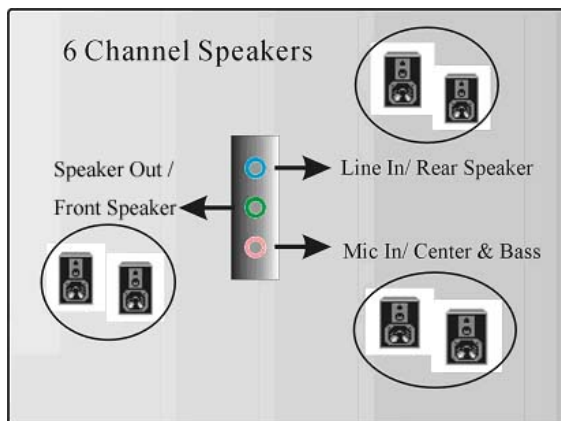 6 Channel Speakers
Speaker Out /
Front Speaker
Line In/ Rear Speaker
Mic In/ Center & Bass